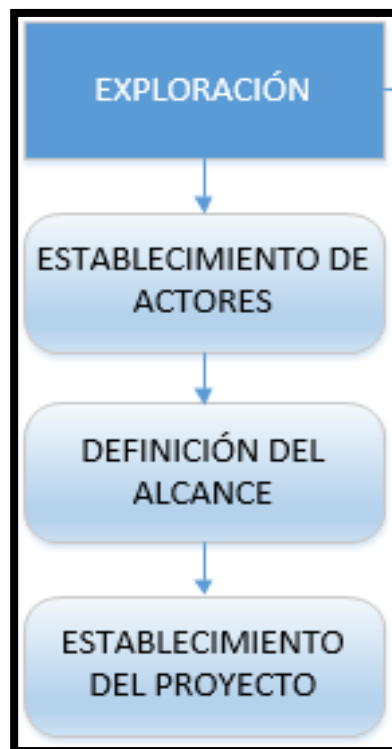 EXPLORACIÓN
ESTABLECIMIENTO DE
ACTORES
DEFINICIÓN DEL
ALCANCE
ESTABLECIMIENTO
DEL PROYECTO